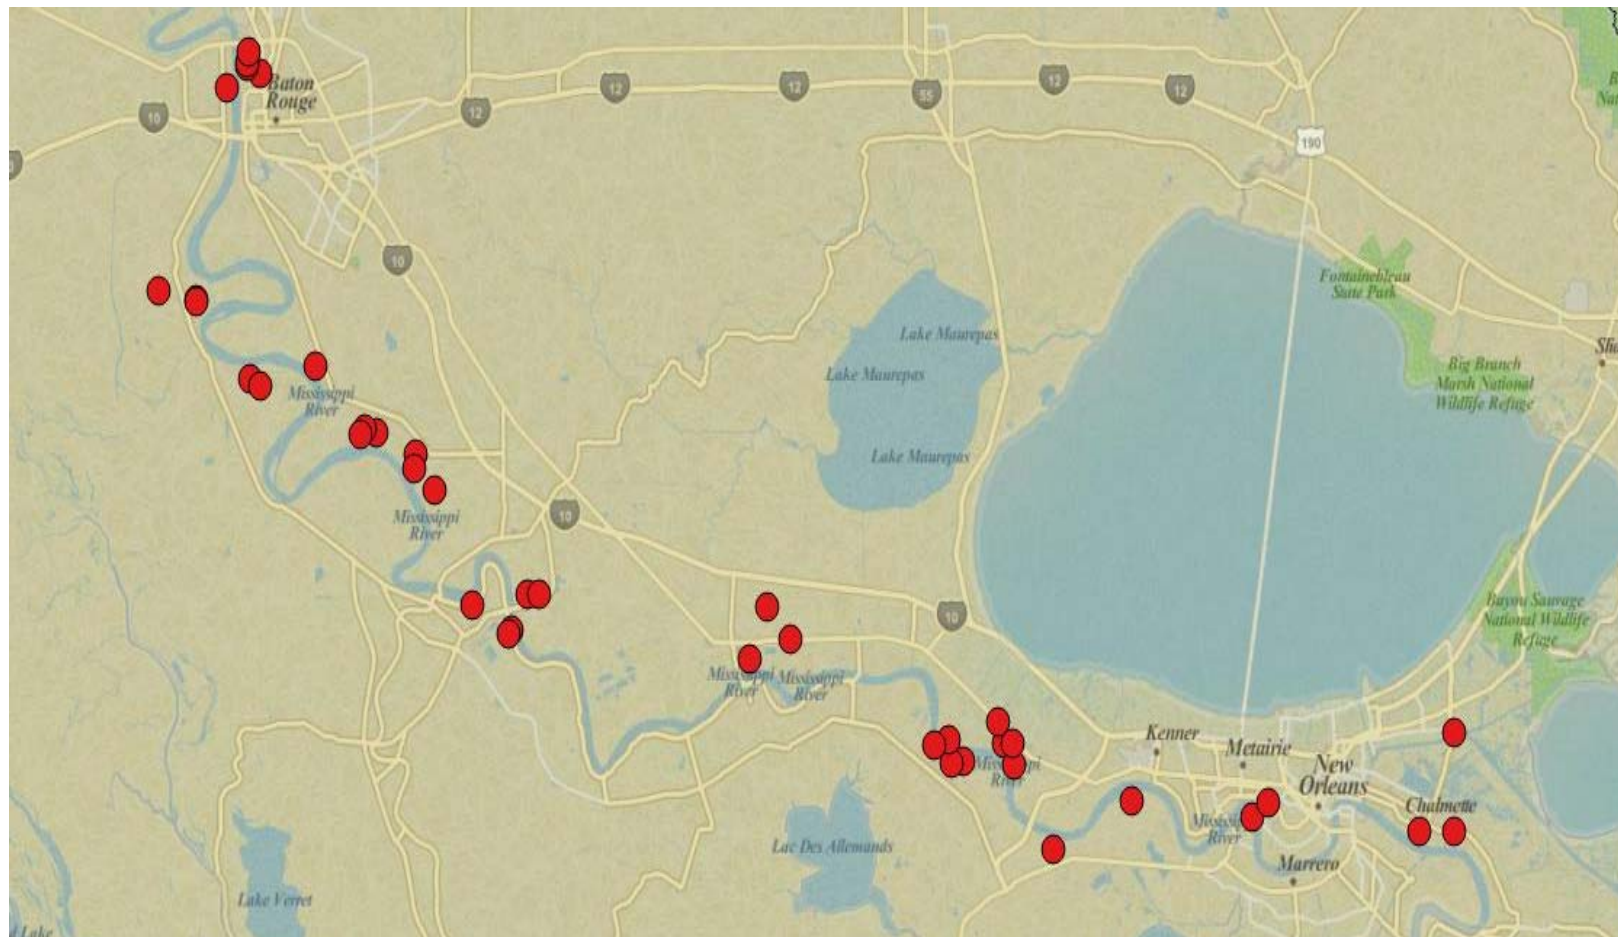 Baton
Rouge
10
12
12
12
55
12
12
190
10
Fontainebleau
State Park
Lake Maurepas
Lake Maurepas
Big Branch
Marsh National
Wildlife Refuge
Mississippi
River
Lake Maurepas
Mississippi
River
10
10
Bayou Sauvage
National Wildlife
Refuge
Mississippi
River
Mississippi
River
Kenner
Metairie
New
Orleans
River
Chalmette
River
Lac Des Allemands
Marrero
Lake Verret
Lake